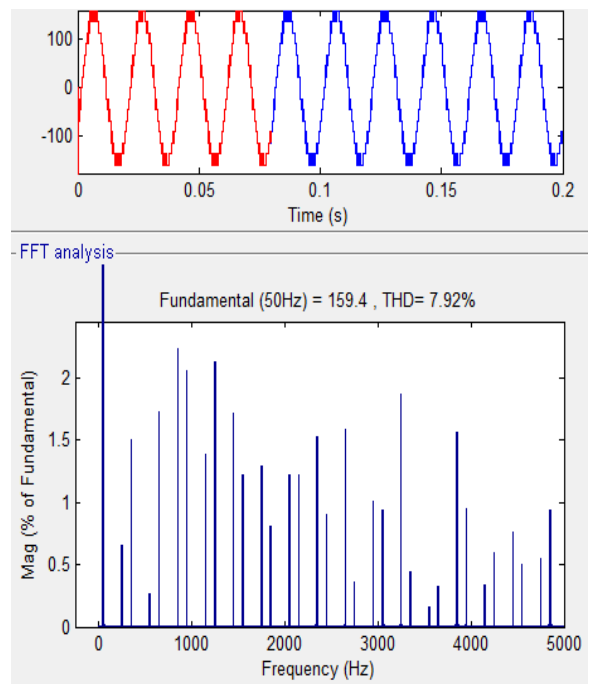 100
0
-100
0 0.05 0.1 0.15 0.2
Time (s)
FFT analysis
Fundamental (50Hz) = 159.4 , THD= 7.92%
2
1.5
1
0.5
0
Mag (% of Fundamental)
0 1000 2000 3000 4000 5000
Frequency (Hz)